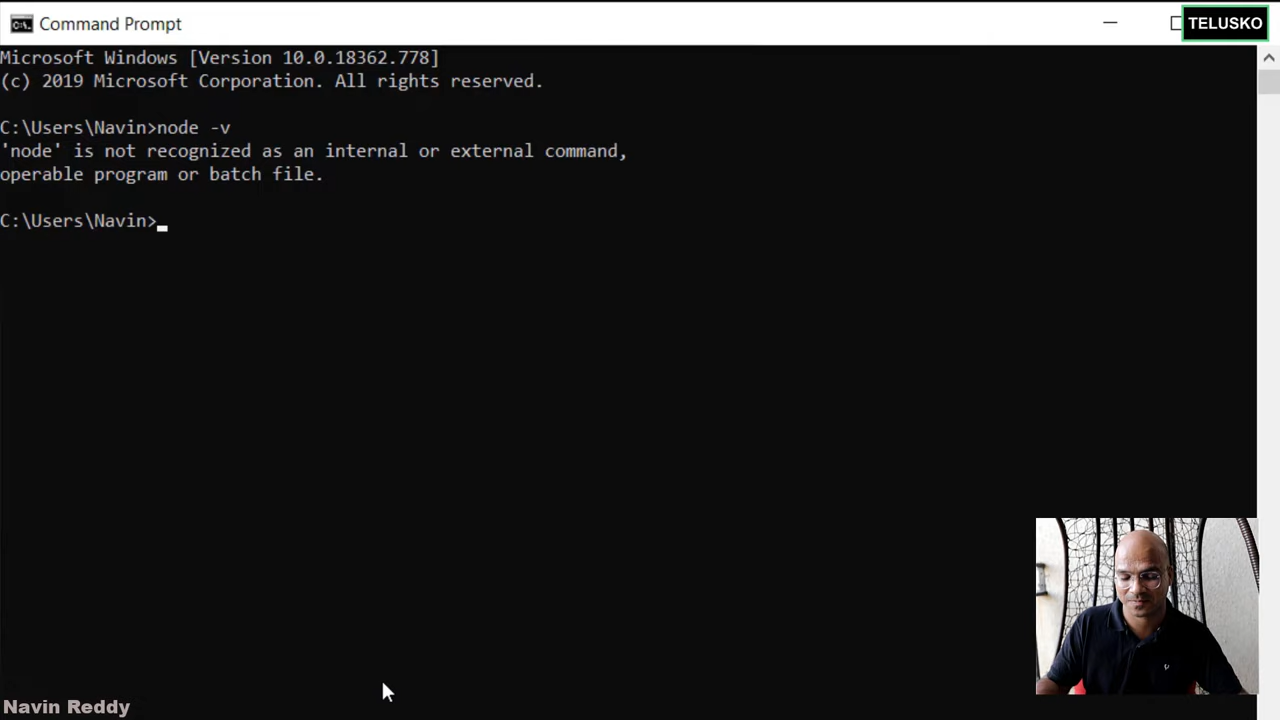 Command Prompt
TELUSKO
Microsoft Windows [Version 10.0.18362.778]
(c) 2019 Microsoft Corporation. All rights reserved.
C:\Users\Navin>node -v
'node' is not recognized as an internal or external command,
operable program or batch file.
C:\Users\Navin>
Navin Reddy